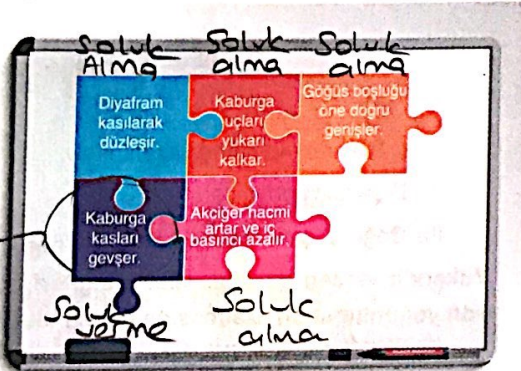 Soluk Soluk Soluk
Alma alma alma
Diyafram
kasılarak
düzleşir.
Kaburga
uçları
yukarı
kalkar.
Göğüs boşluğu
öne doğru
genişler.
Kaburga
kasları
gevşer.
Akciğer hacmi
artar ve iç
basıncı azalır.
Soluk
verme
Soluk
alma